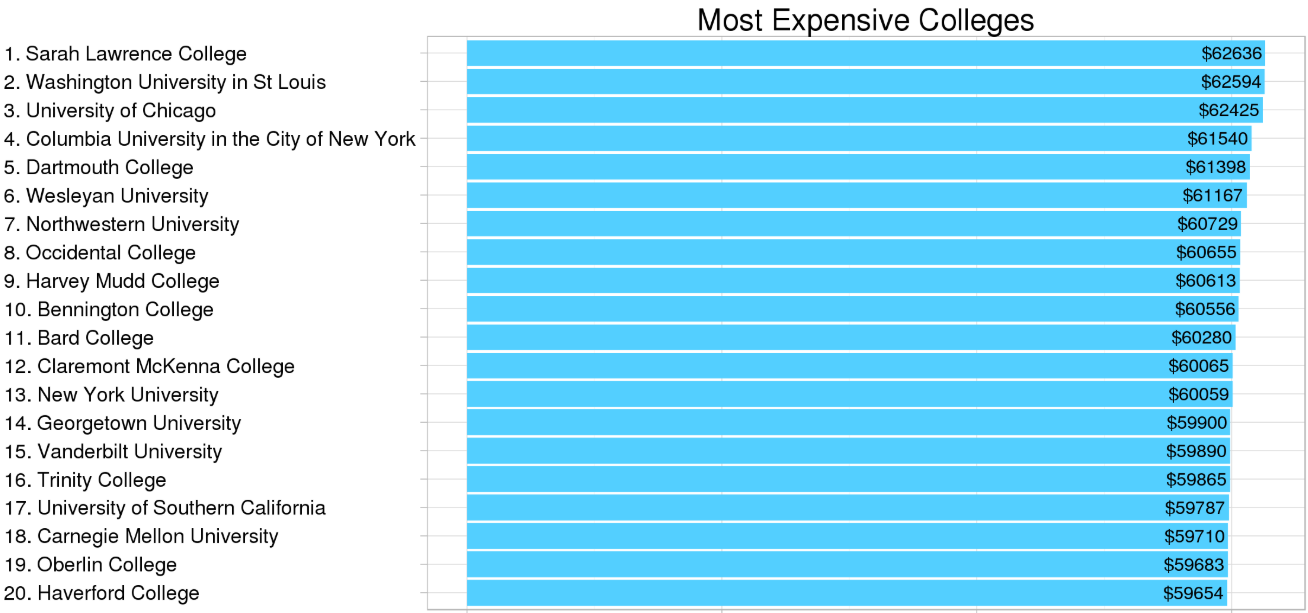 Most Expensive Colleges
1. Sarah Lawrence College $62636
2. Washington University in St Louis $62594
3. University of Chicago $62425
4. Columbia University in the City of New York $61540
5. Dartmouth College $61398
6. Wesleyan University $61167
7. Northwestern University $60729
8. Occidental College $60655
9. Harvey Mudd College $60613
10. Bennington College $60556
11. Bard College $60280
12. Claremont McKenna College $60065
13. New York University $60059
14. Georgetown University $59900
15. Vanderbilt University $59890
16. Trinity College $59865
17. University of Southern California $59787
18. Carnegie Mellon University $59710
19. Oberlin College $59683
20. Haverford College $59654